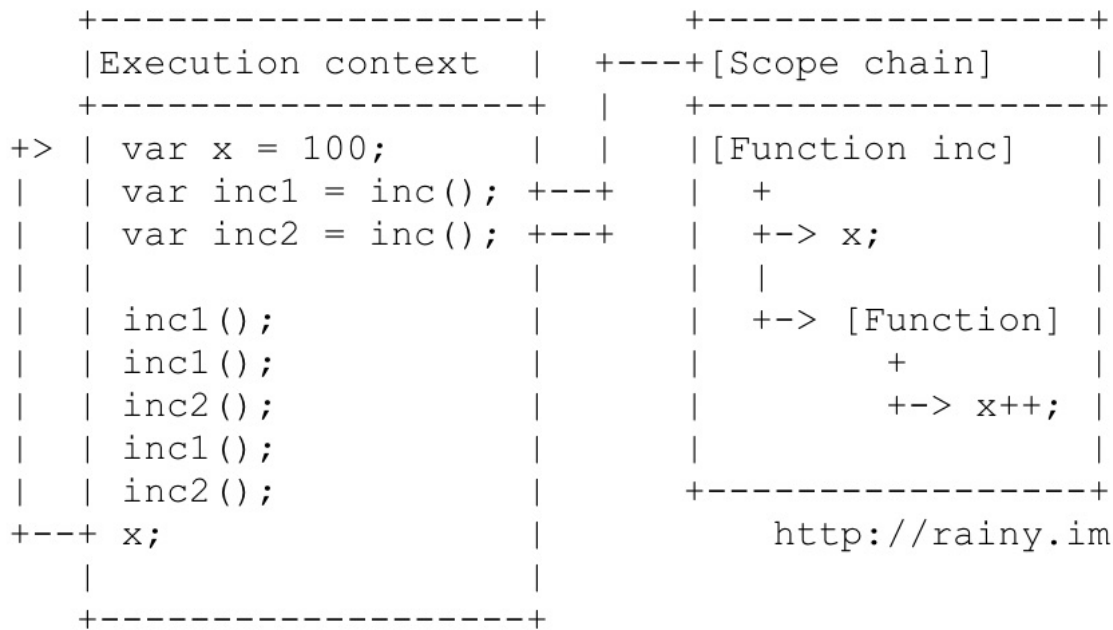 Execution context
[Scope chain]
var x = 100;
[Function inc]
var inc1 = inc();
var inc2 = inc();
x;
inc1();
[Function]
inc1();
inc2();
x++;
inc1();
inc2();
x;
http://rainy.im